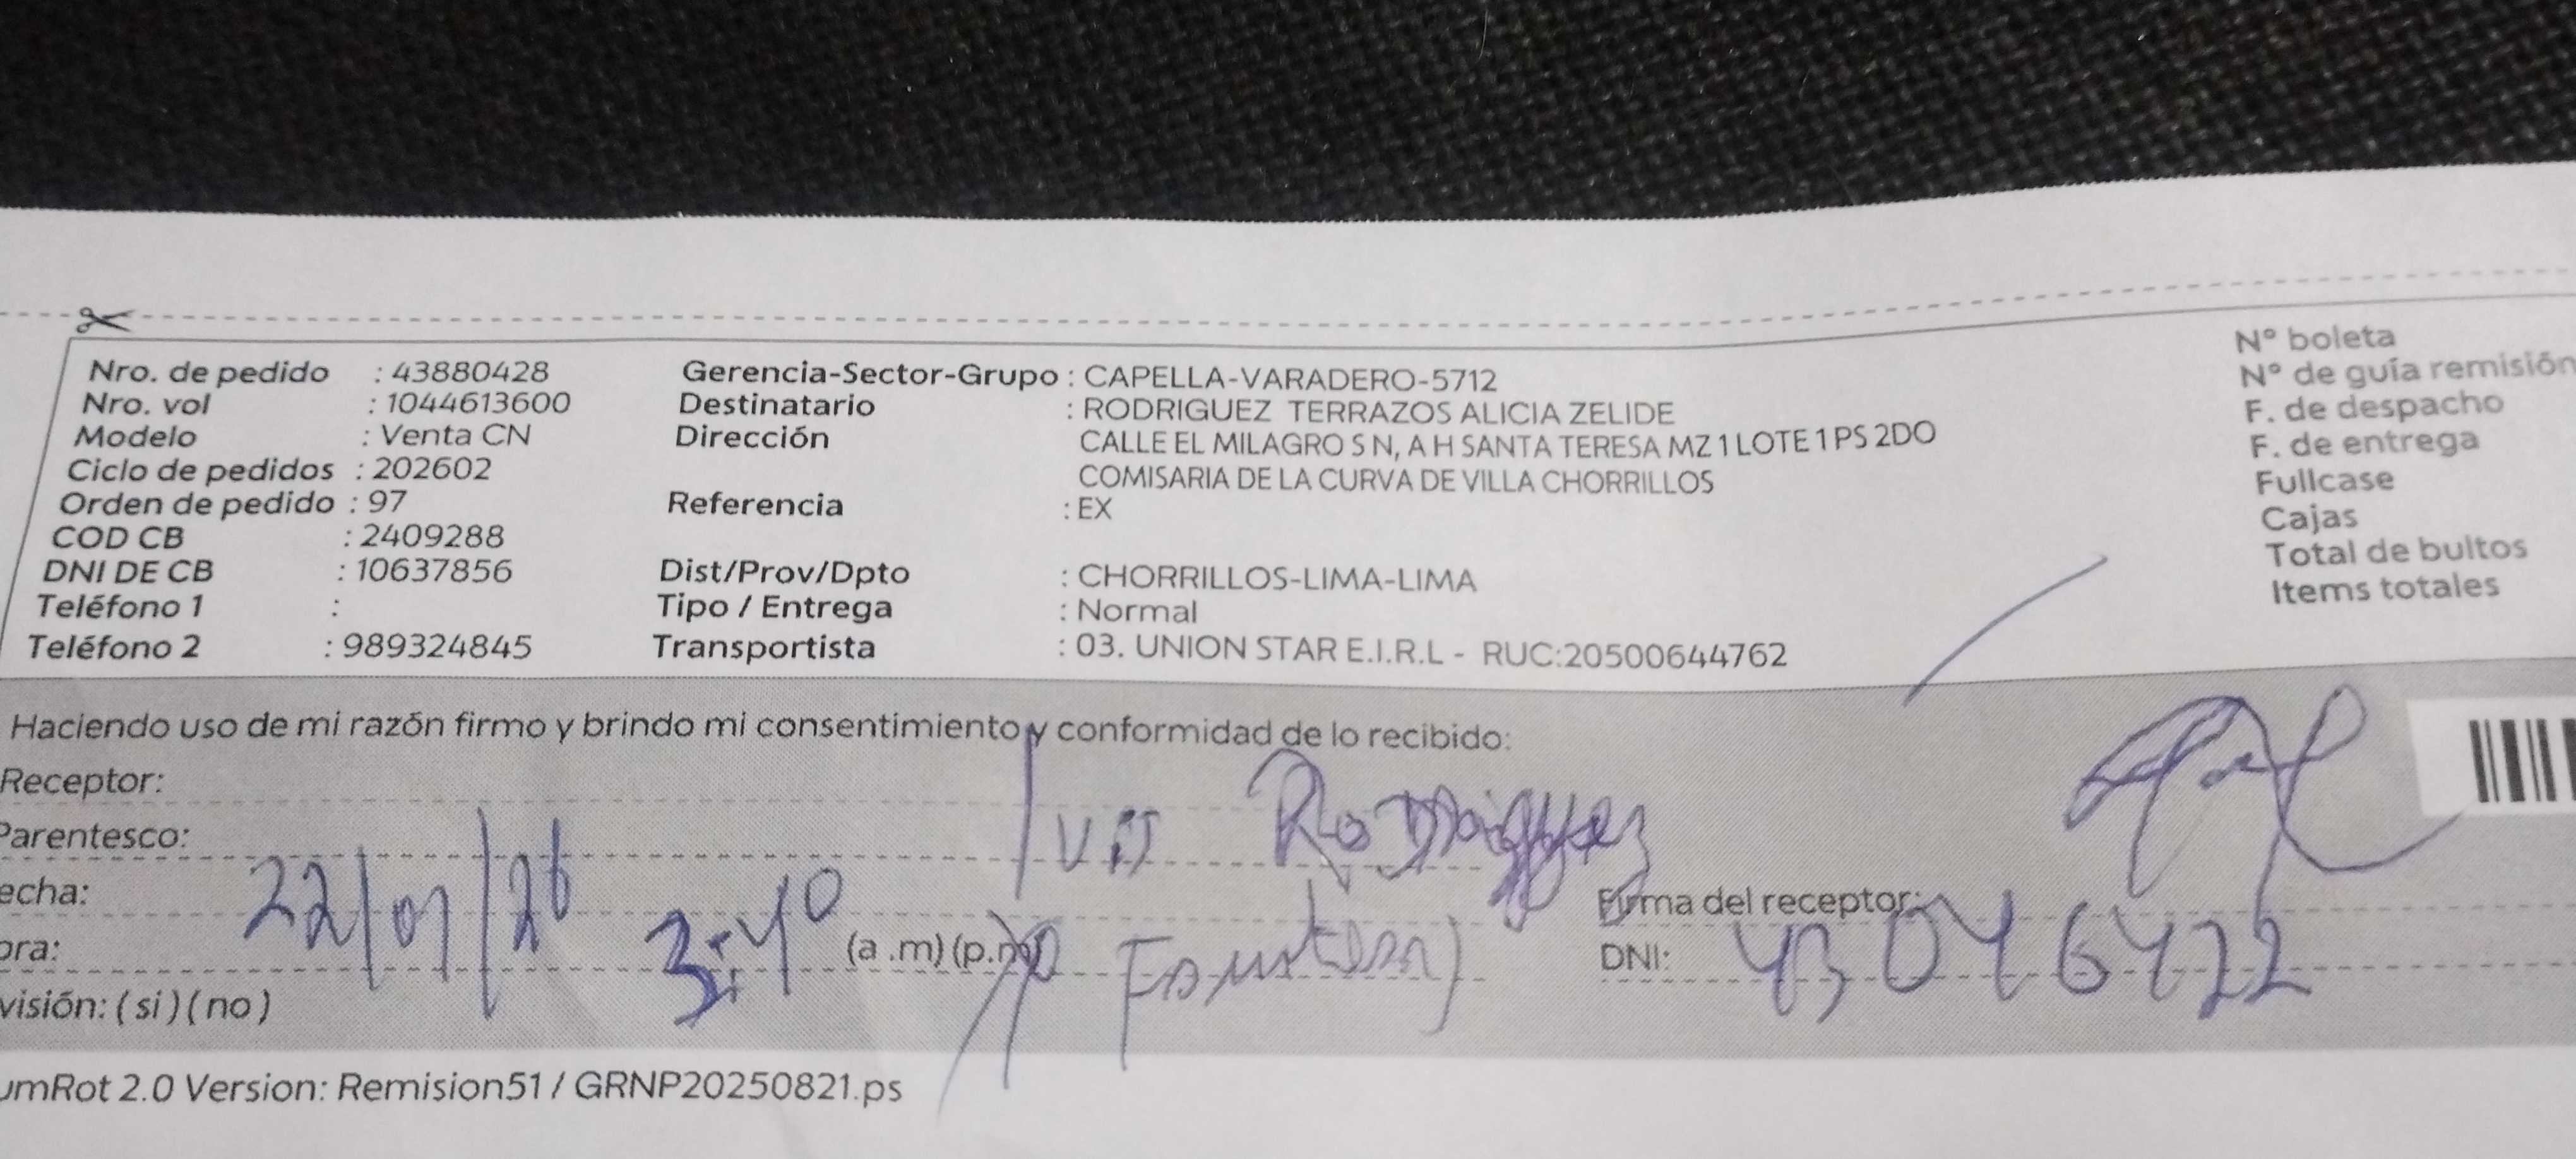 Nro. de pedido : 43880428
Nro. vol : 1044613600
Modelo : Venta CN
Ciclo de pedidos : 202602
Orden de pedido : 97
COD CB : 2409288
DNI DE CB : 10637856
Teléfono 1 :
Teléfono 2 : 989324845
Gerencia-Sector-Grupo : CAPELLA-VARADERO-5712
Destinatario : RODRIGUEZ TERRAZOS ALICIA ZELIDE
Dirección CALLE EL MILAGRO S N, A H SANTA TERESA MZ 1 LOTE 1 PS 2DO
COMISARIA DE LA CURVA DE VILLA CHORRILLOS
Referencia : EX
Dist/Prov/Dpto : CHORRILLOS-LIMA-LIMA
Tipo / Entrega : Normal
Transportista : 03. UNION STAR E.I.R.L - RUC:20500644762
N° boleta
N° de guía remisión
F. de despacho
F. de entrega
Fullcase
Cajas
Total de bultos
Items totales
Haciendo uso de mi razón firmo y brindo mi consentimiento y conformidad de lo recibido:
Receptor:
Rodriguez
Parentesco:
echa: 22/01/26
Firma del receptor:
ora: 3:40 (a .m) (p.m)
DNI:
visión: ( si ) ( no )
umRot 2.0 Version: Remision51 / GRNP20250821.ps